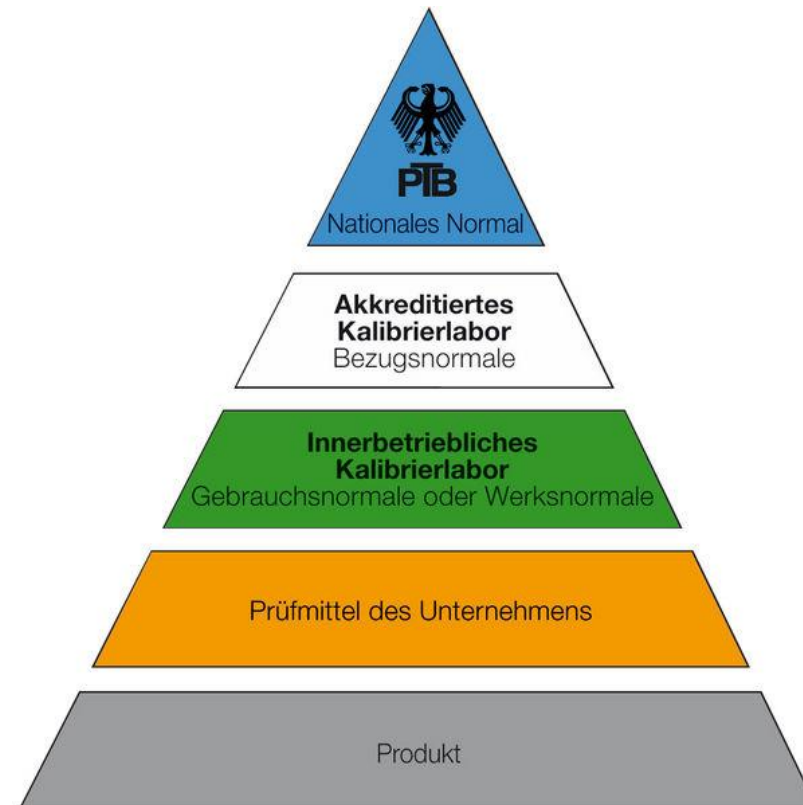 PTB
Nationales Normal
Akkreditiertes
Kalibrierlabor
Bezugsnormale
Innerbetriebliches
Kalibrierlabor
Gebrauchsnormale oder Werksnormale
Prüfmittel des Unternehmens
Produkt